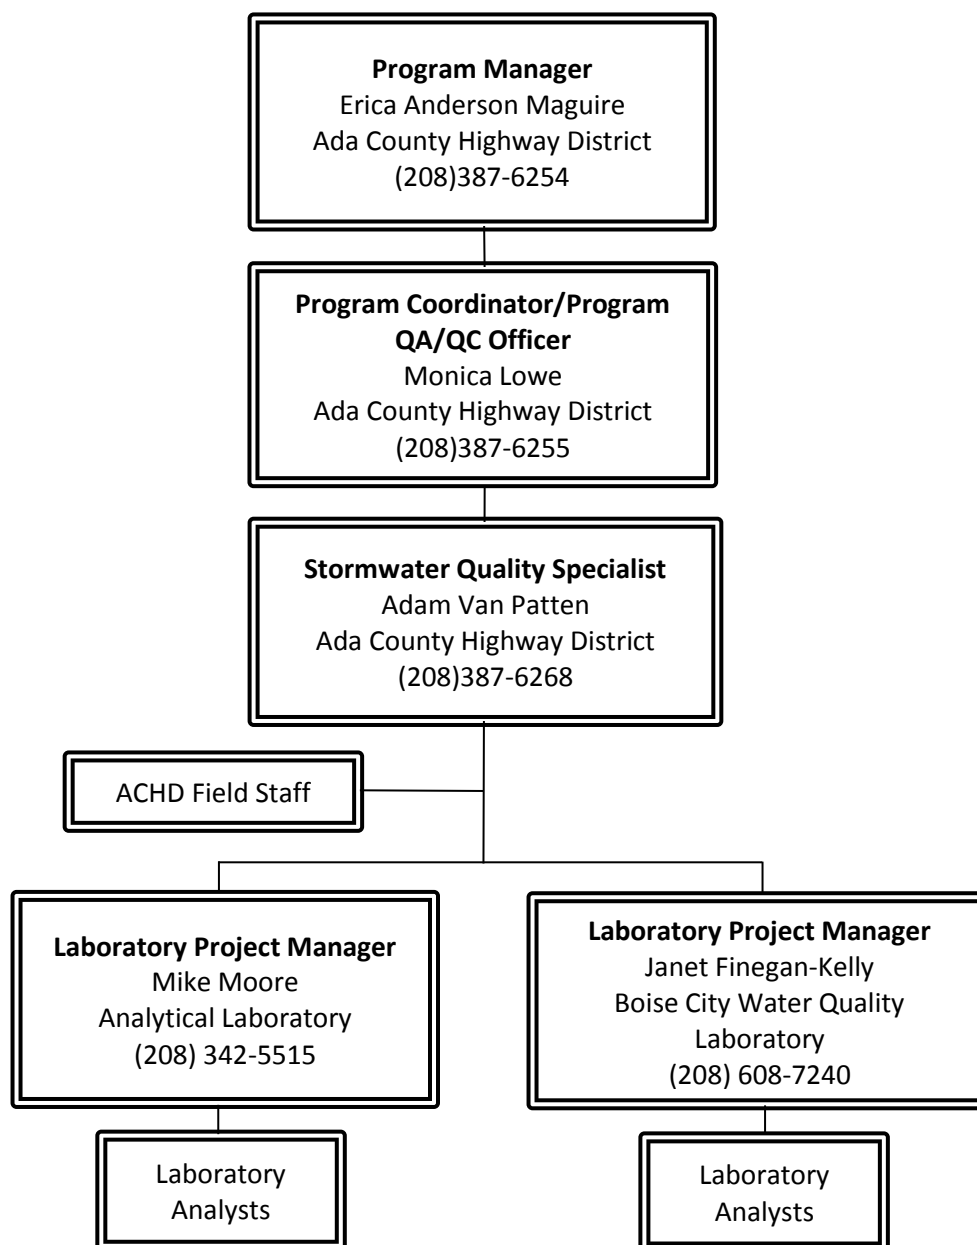 Program Manager
Erica Anderson Maguire
Ada County Highway District
(208)387-6254
Program Coordinator/Program
QA/QC Officer
Monica Lowe
Ada County Highway District
(208)387-6255
Stormwater Quality Specialist
Adam Van Patten
Ada County Highway District
(208)387-6268
ACHD Field Staff
Laboratory Project Manager
Mike Moore
Analytical Laboratory
(208) 342-5515
Laboratory Project Manager
Janet Finegan-Kelly
Boise City Water Quality
Laboratory
(208) 608-7240
Laboratory
Analysts
Laboratory
Analysts